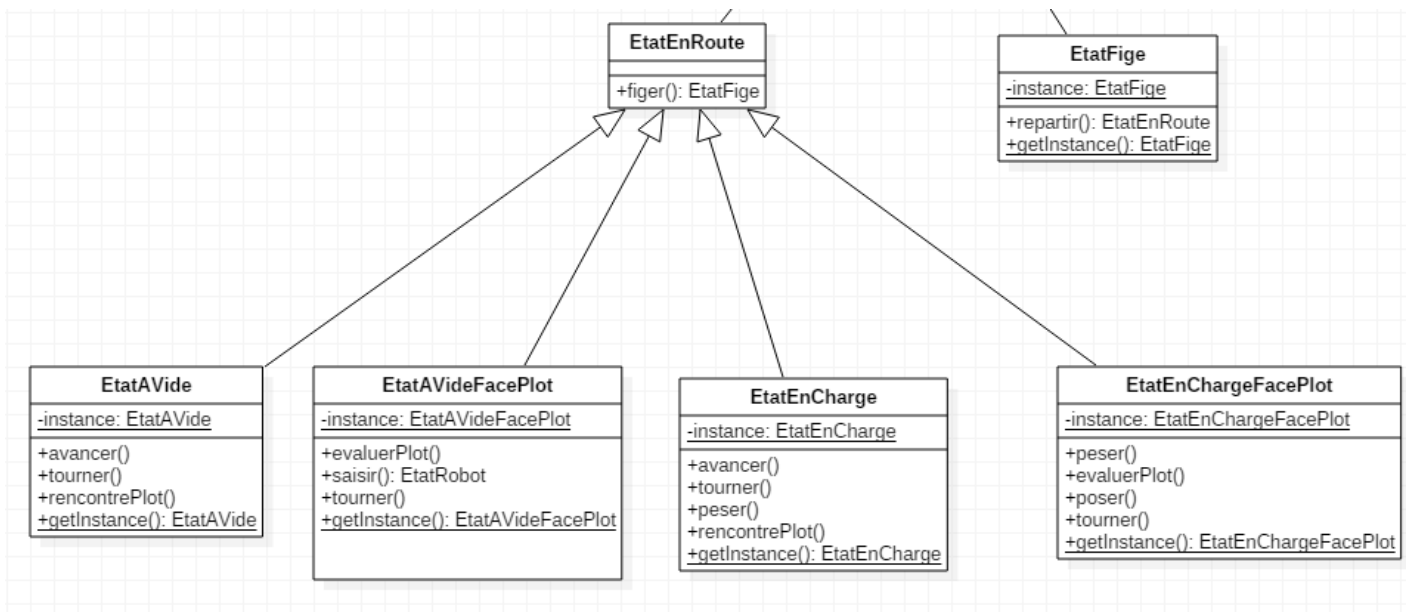 EtatEnRoute
+figer(): EtatFige
EtatFige
-instance: EtatFige
+repartir(): EtatEnRoute
+getInstance(): EtatFige
EtatAVide
-instance: EtatAVide
+avancer()
+tourner()
+rencontrePlot()
+getInstance(): EtatAVide
EtatAVideFacePlot
-instance: EtatAVideFacePlot
+evaluerPlot()
+saisir(): EtatRobot
+tourner()
+getInstance(): EtatAVideFacePlot
EtatEnCharge
-instance: EtatEnCharge
+avancer()
+tourner()
+peser()
+rencontrePlot()
+getInstance(): EtatEnCharge
EtatEnChargeFacePlot
-instance: EtatEnChargeFacePlot
+peser()
+evaluerPlot()
+poser()
+tourner()
+getInstance(): EtatEnChargeFacePlot